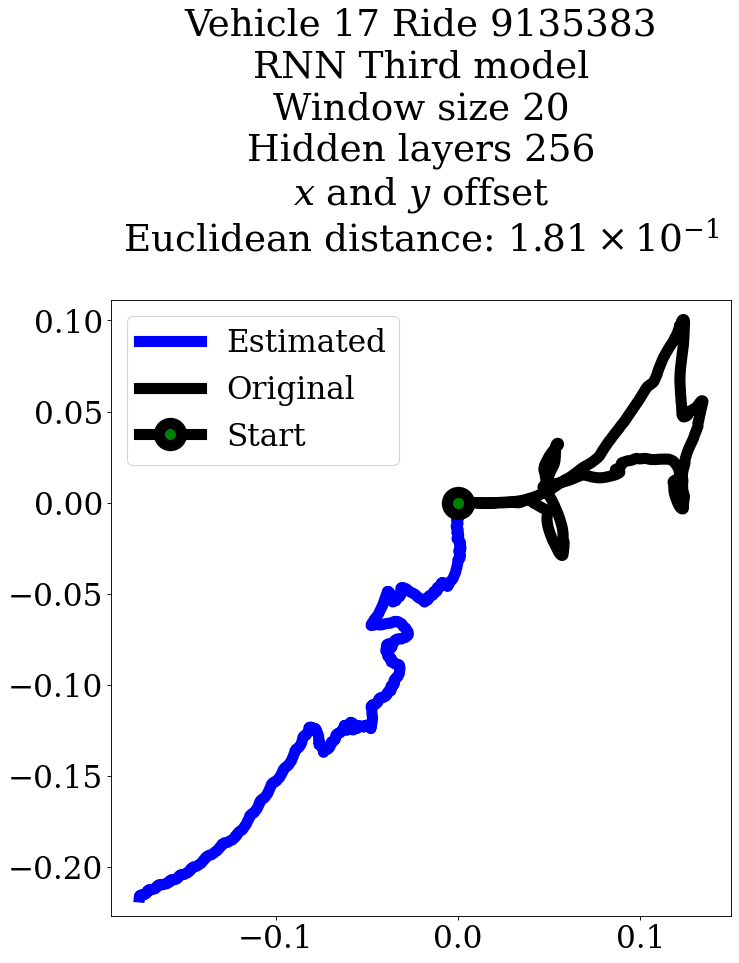 Vehicle 17 Ride 9135383
RNN Third model
Window size 20
Hidden layers 256
x and y offset
Euclidean distance: 1.81 × 10⁻¹
Estimated
Original
Start
0.10
0.05
0.00
−0.05
−0.10
−0.15
−0.20
−0.1 0.0 0.1